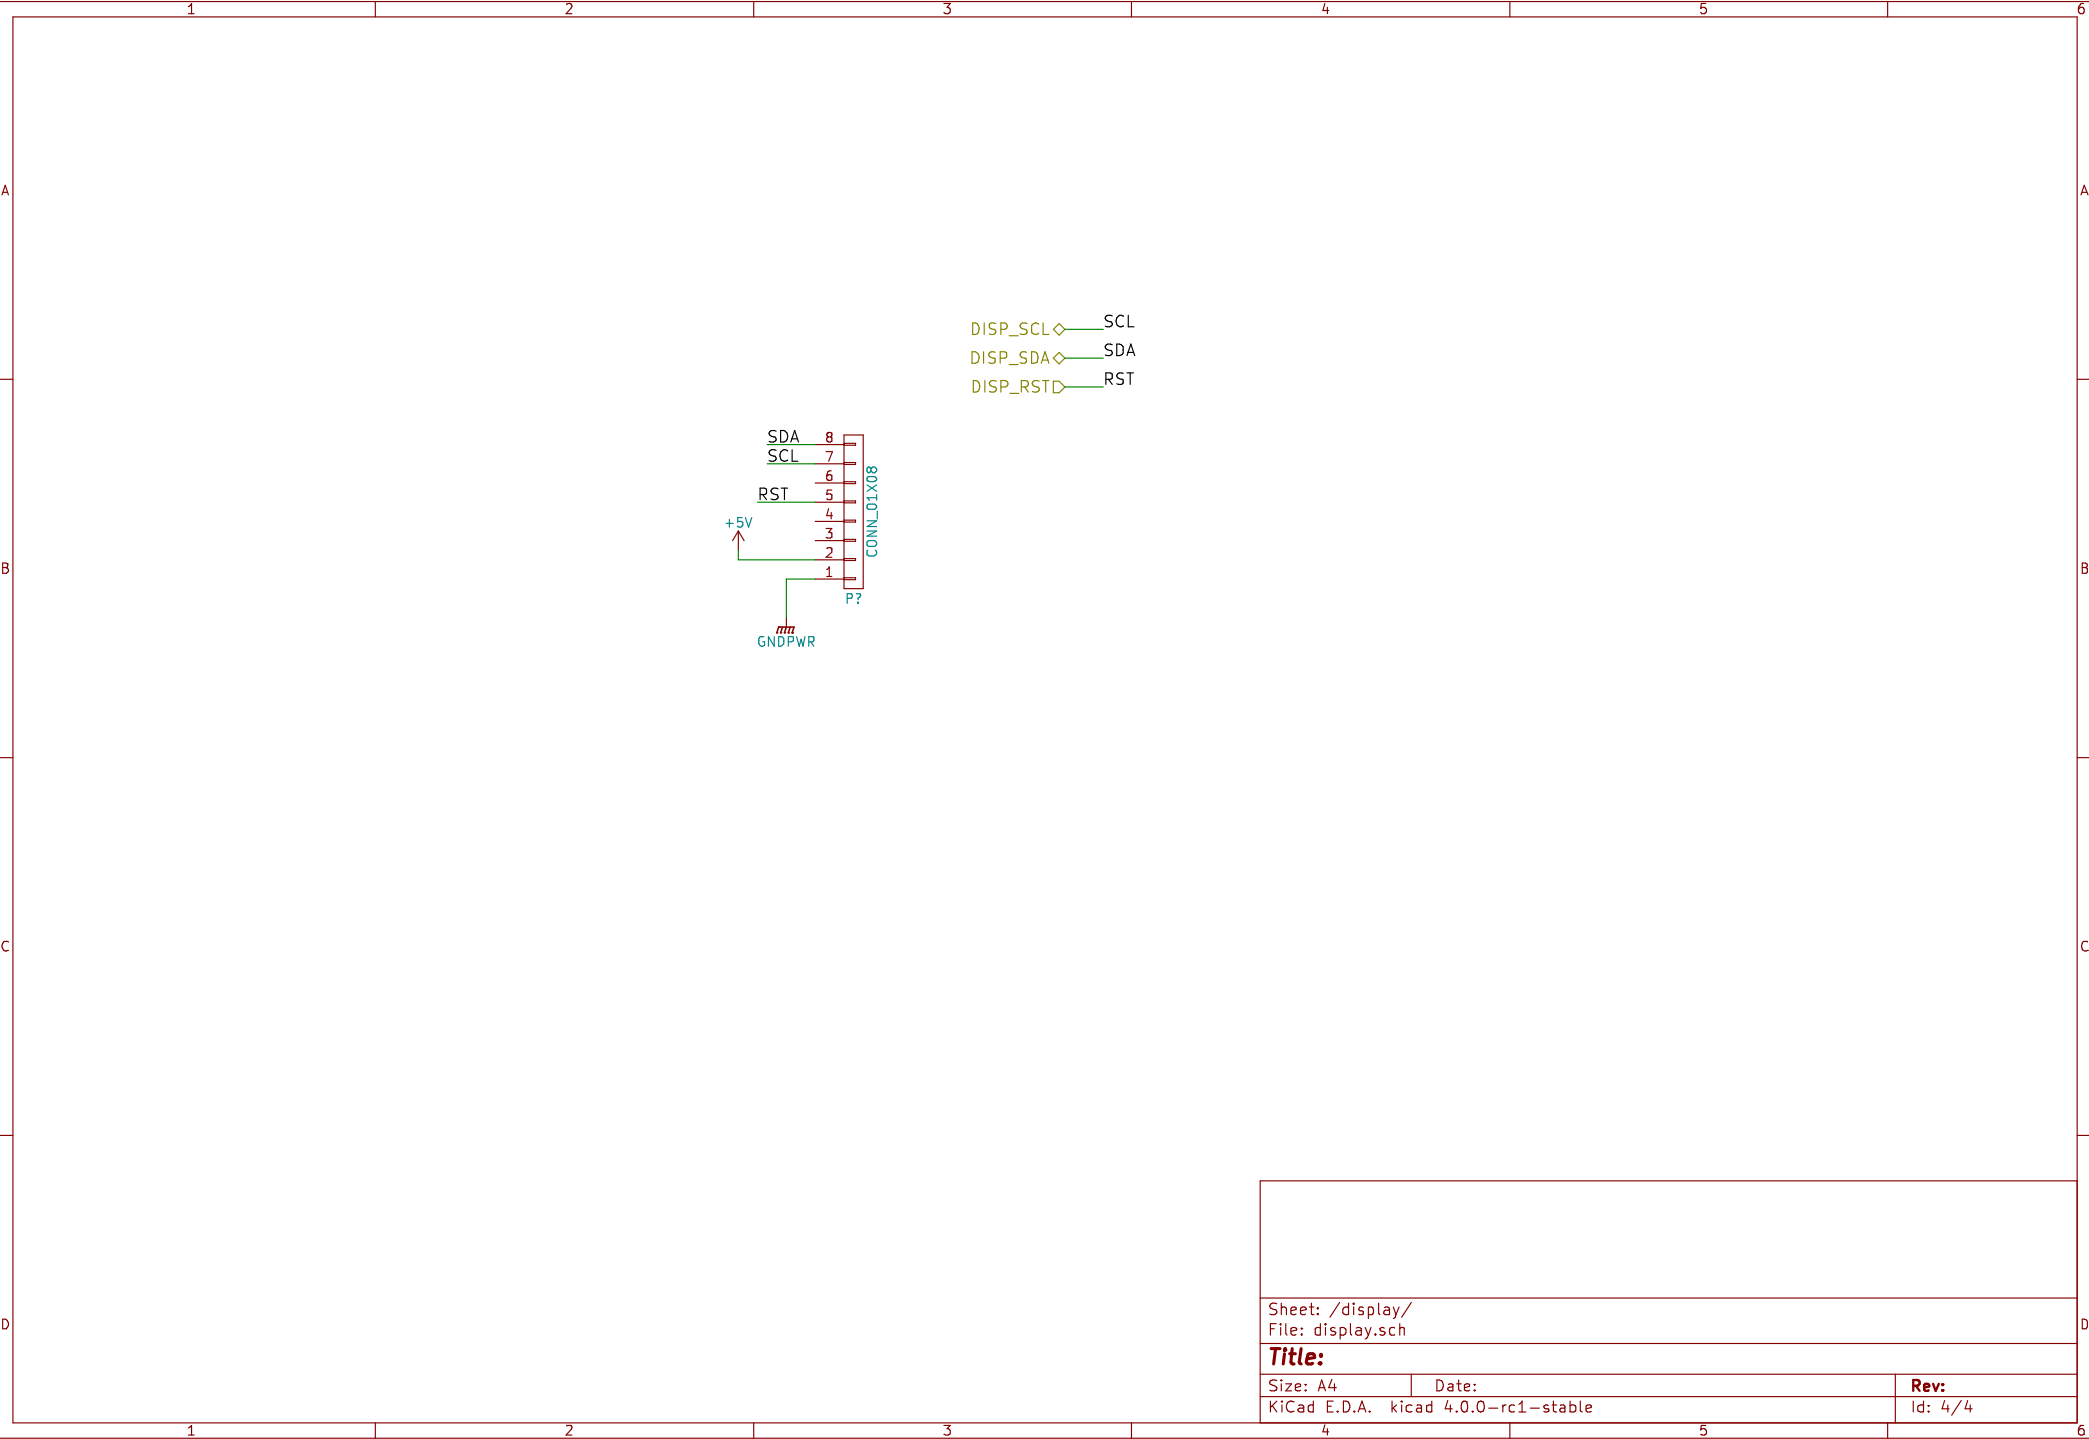 1 2 3 4 5 6
A A
DISP_SCL SCL
DISP_SDA SDA
DISP_RST RST
SDA 8
SCL 7
6
RST 5
4
+5V
3
2
1
CONN_01X08
P?
GNDPWR
B B
C C
Sheet: /display/
File: display.sch
D D
Title:
Size: A4 Date: Rev:
KiCad E.D.A. kicad 4.0.0-rc1-stable Id: 4/4
1 2 3 4 5 6